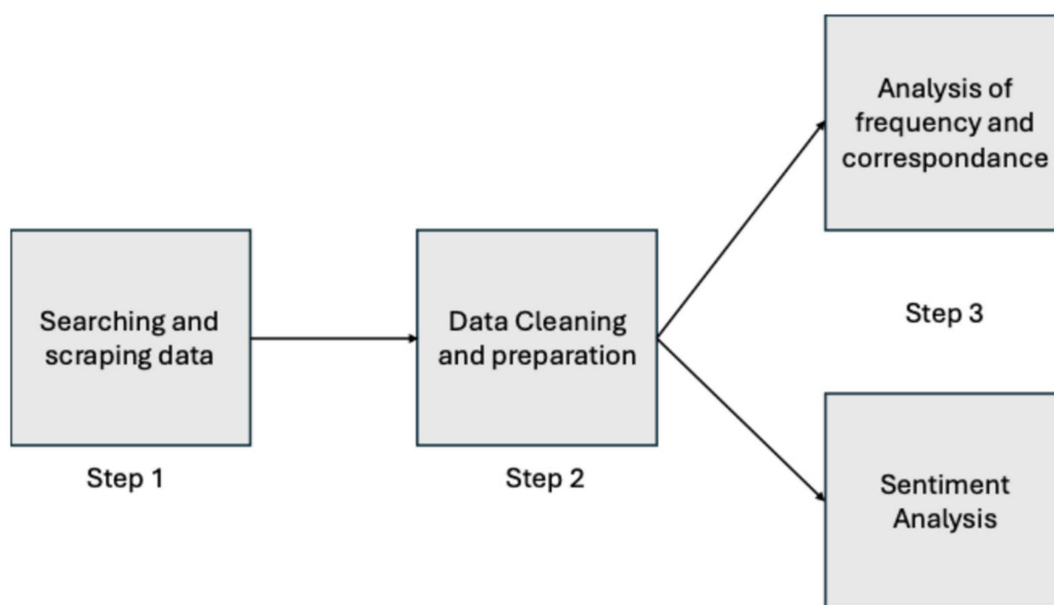 Searching and
scraping data
Step 1
Data Cleaning
and preparation
Step 2
Analysis of
frequency and
correspondance
Step 3
Sentiment
Analysis